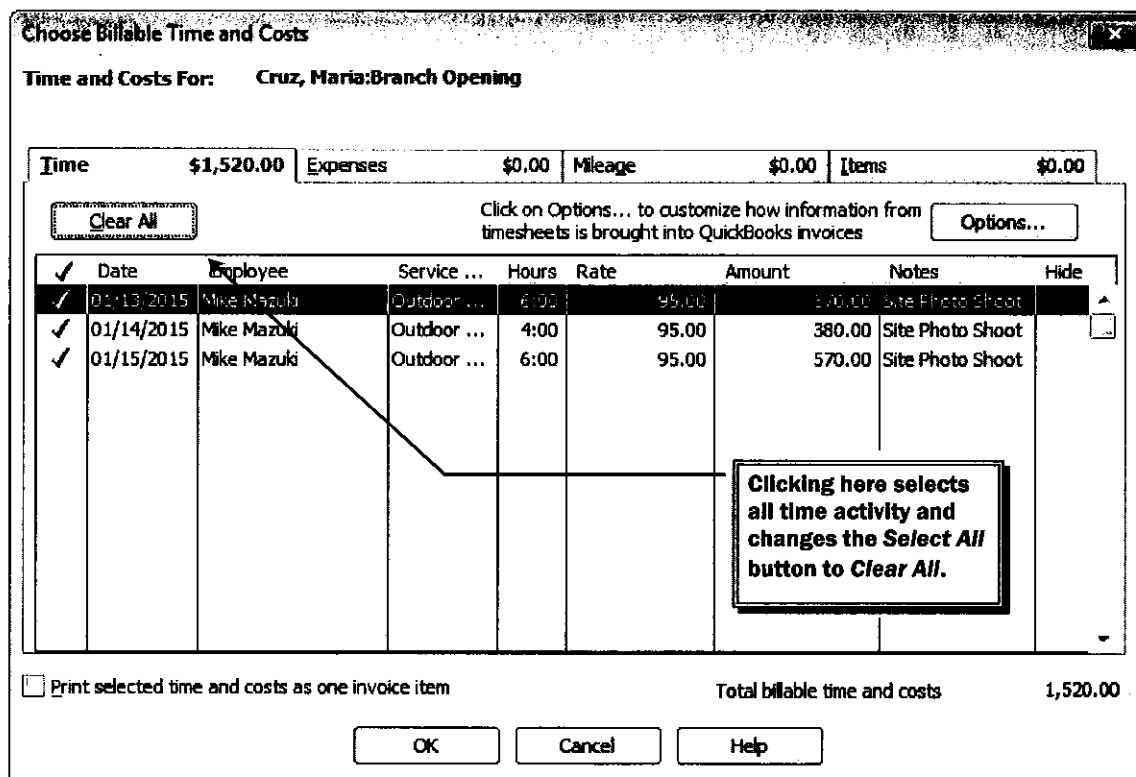 Choose Billable Time and Costs
Time and Costs For: Cruz, Maria:Branch Opening
Time $1,520.00 Expenses $0.00 Mileage $0.00 Items $0.00
Clear All
Click on Options... to customize how information from
timesheets is brought into QuickBooks invoices
Options...
✓ Date Employee Service ... Hours Rate Amount Notes Hide
✓ 01/13/2015 Mike Mazuki Outdoor ... 6:00 95.00 570.00 Site Photo Shoot
✓ 01/14/2015 Mike Mazuki Outdoor ... 4:00 95.00 380.00 Site Photo Shoot
✓ 01/15/2015 Mike Mazuki Outdoor ... 6:00 95.00 570.00 Site Photo Shoot
Clicking here selects
all time activity and
changes the Select All
button to Clear All.
Print selected time and costs as one invoice item
Total billable time and costs 1,520.00
OK Cancel Help